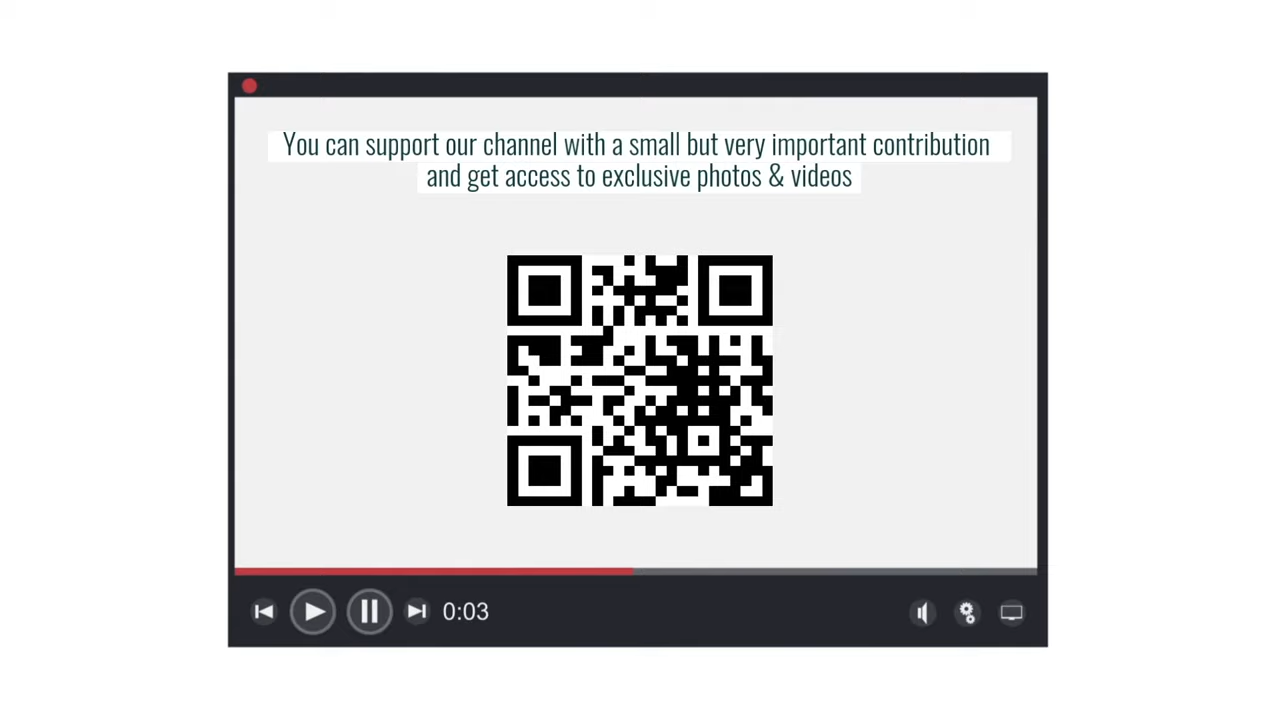 You can support our channel with a small but very important contribution
and get access to exclusive photos & videos
0:03